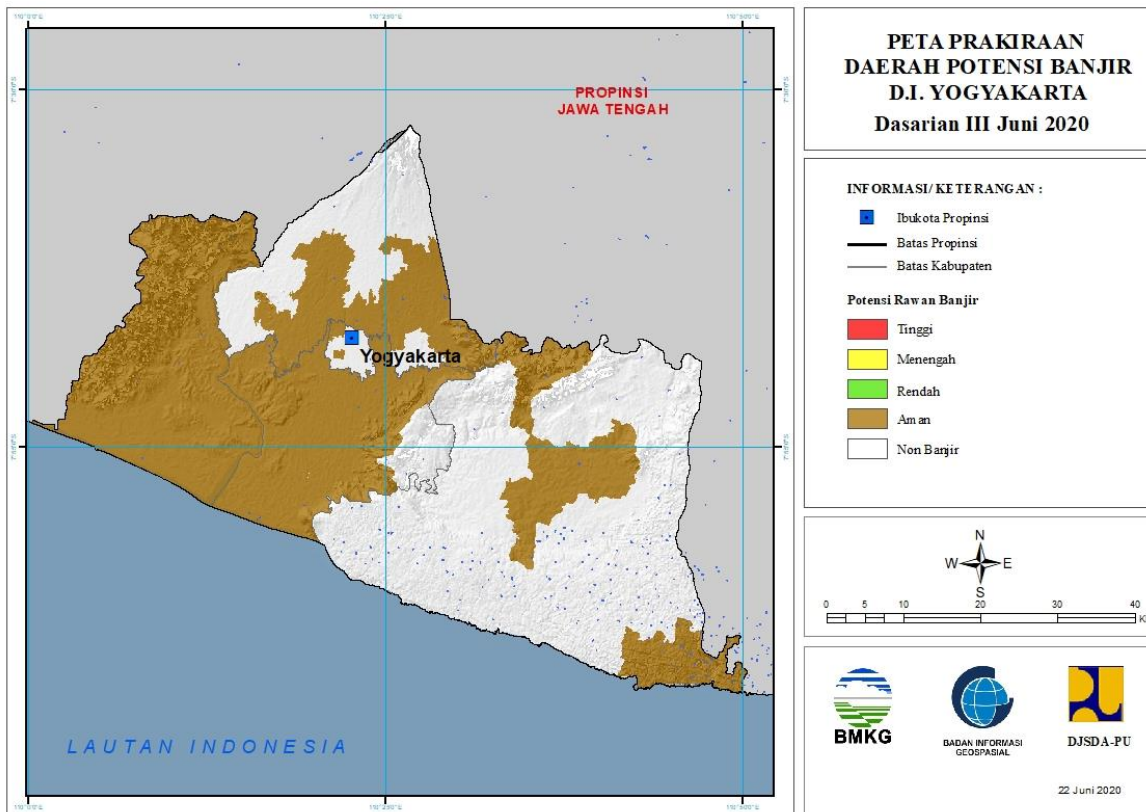 PETA PRAKIRAAN
DAERAH POTENSI BANJIR
D.I. YOGYAKARTA
Dasarian III Juni 2020
INFORMASI/ KETERANGAN :
Ibukota Propinsi
Batas Propinsi
Batas Kabupaten
Potensi Rawan Banjir
Tinggi
Menengah
Rendah
Aman
Non Banjir
N
W E
S
0 5 10 20 30 40
K
BMKG
BADAN INFORMASI
GEOSPASIAL
DJSDA-PU
22 Juni 2020
PROPINSI
JAWA TENGAH
Yogyakarta
LAUTAN INDONESIA